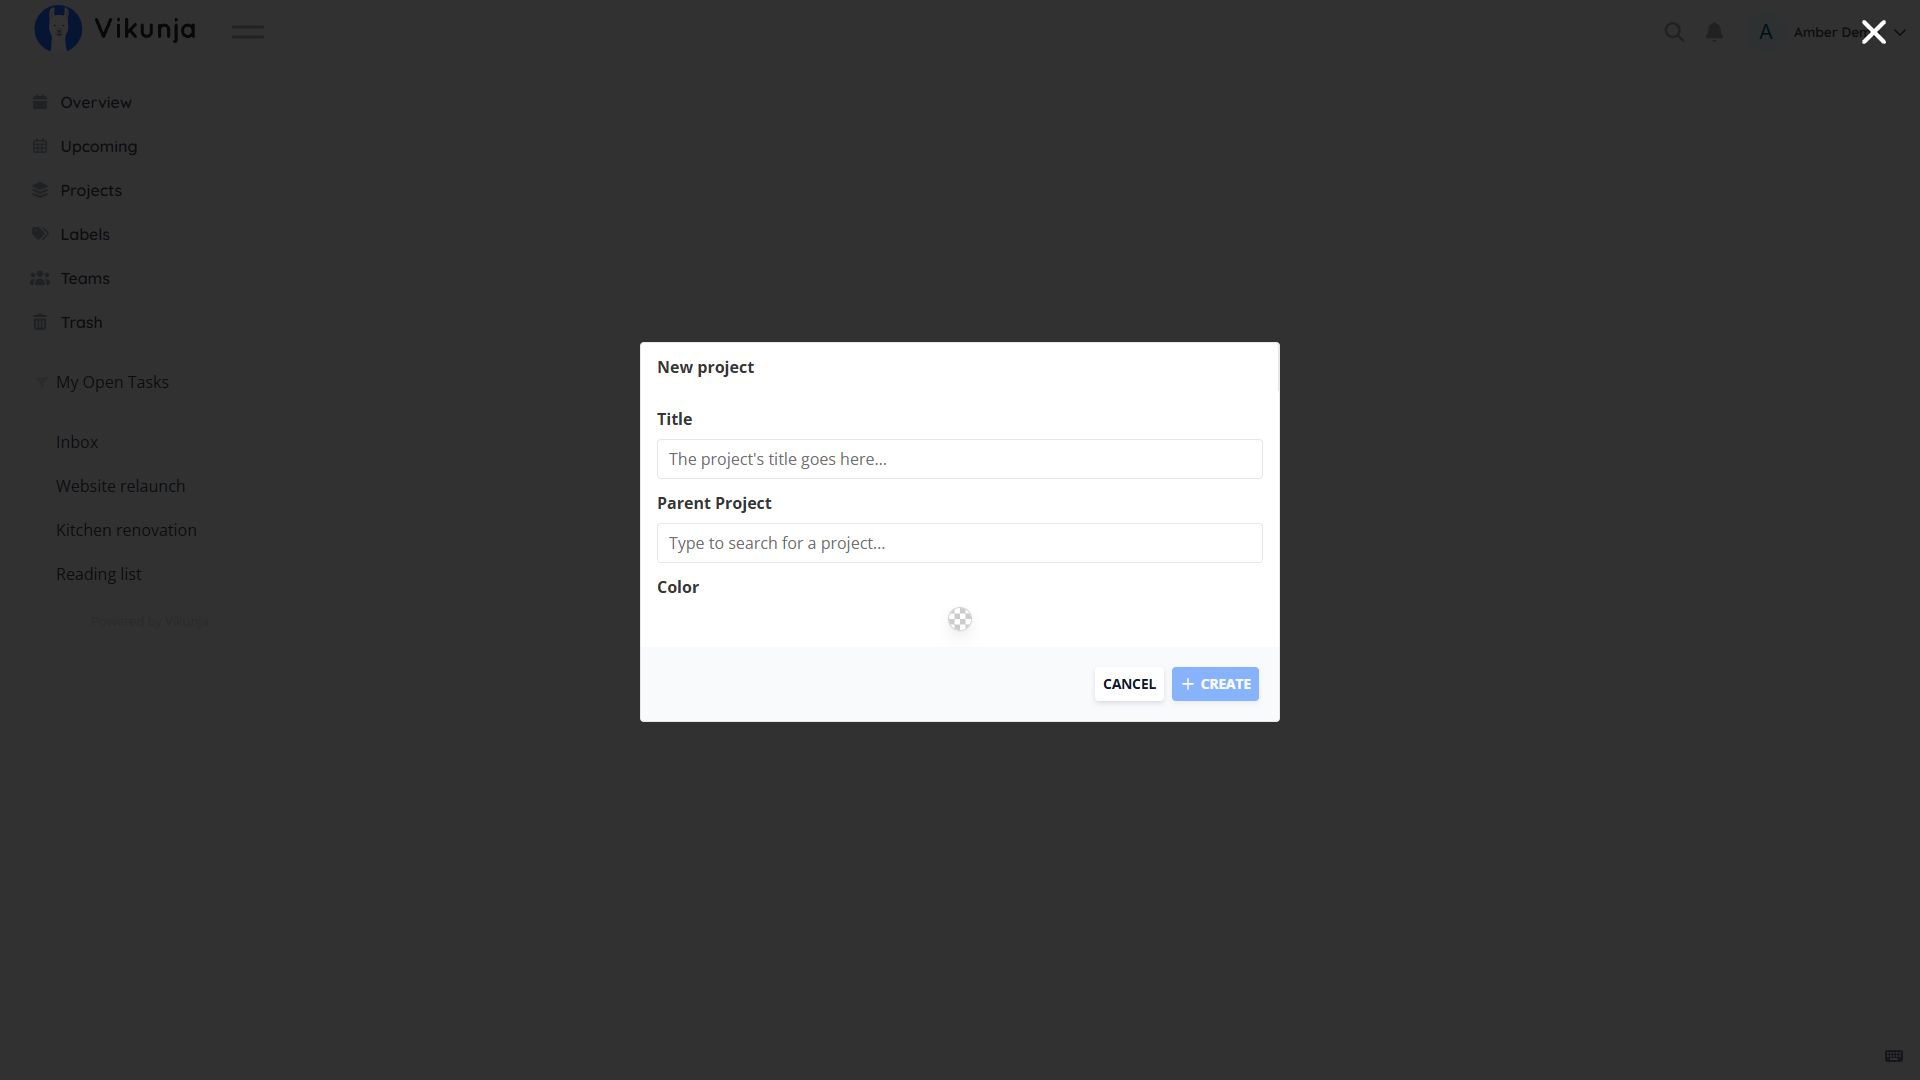 Vikunja
A
Overview
Upcoming
Projects
Labels
Teams
Trash
My Open Tasks
Inbox
Website relaunch
Kitchen renovation
Reading list
Powered by Vikunja
New project
Title
The project's title goes here...
Parent Project
Type to search for a project...
Color
CANCEL
+ CREATE
Amber